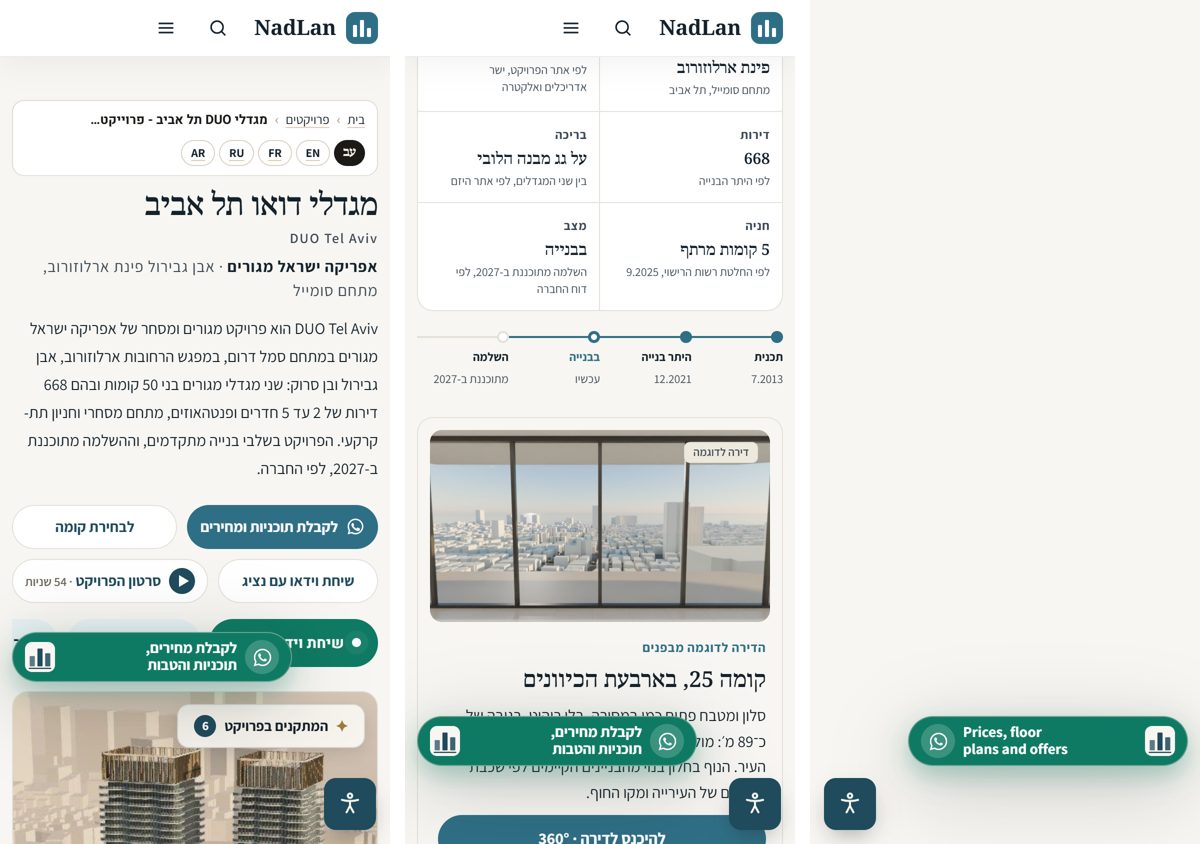 NadLan
בית › פרויקטים › מגדלי DUO תל אביב - פרוייקט...
עב EN FR RU AR
מגדלי דואו תל אביב
DUO Tel Aviv
אפריקה ישראל מגורים · אבן גבירול פינת ארלוזורוב,
מתחם סומייל
DUO Tel Aviv הוא פרויקט מגורים ומסחר של אפריקה ישראל
מגורים במתחם סמל דרום, במפגש הרחובות ארלוזורוב, אבן
גבירול ובן סרוק: שני מגדלי מגורים בני 50 קומות ובהם 668
דירות של 2 עד 5 חדרים ופנטהאוזים, מתחם מסחרי וחניון תת-
קרקעי. הפרויקט בשלבי בנייה מתקדמים, וההשלמה מתוכננת
ב-2027, לפי החברה.
לקבלת תוכניות ומחירים
לבחירת קומה
שיחת וידאו עם נציג
סרטון הפרויקט · 54 שניות
שיחת
לקבלת מחירים,
תוכניות והטבות
המתקנים בפרויקט 6
NadLan
פינת ארלוזורוב
מתחם סומייל, תל אביב
לפי אתר הפרויקט, ישר
אדריכלים ואלקטרה
דירות
668
לפי היתר הבנייה
בריכה
על גג מבנה הלובי
בין שני המגדלים, לפי אתר היזם
חניה
5 קומות מרתף
לפי החלטת רשות הרישוי, 9.2025
מצב
בבנייה
השלמה מתוכננת ב-2027, לפי
דוח החברה
תכנית
7.2013
היתר בנייה
12.2021
בבנייה
עכשיו
השלמה
מתוכננת ב-2027
דירה לדוגמה
הדירה לדוגמה מבפנים
קומה 25, בארבעת הכיוונים
סלון ומטבח
לקבלת מחירים,
תוכניות והטבות
כ־89 מ׳:
העיר. הנוף בחלון בנוי מהבניינים הקיימים לפי שכבת
של העירייה ומקו החוף.
להיכנס לדירה · 360°
Prices, floor
plans and offers